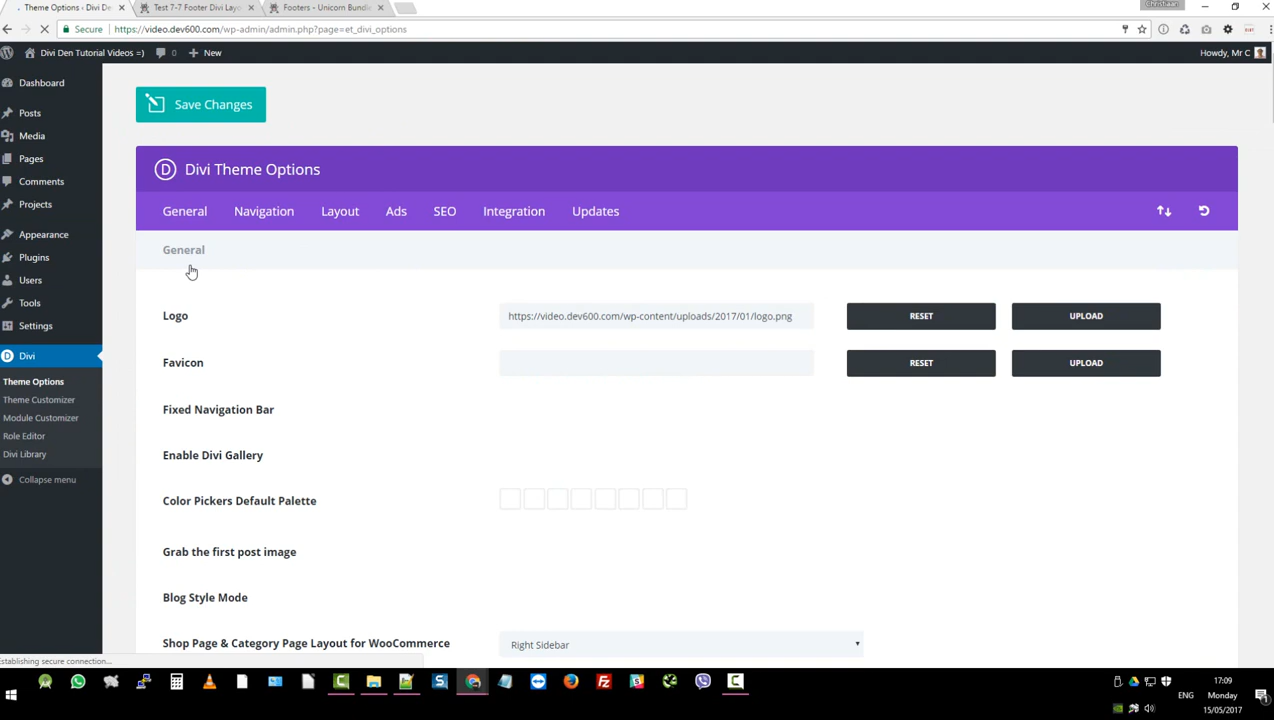 Theme Options ‹ Divi De
Test 7-7 Footer Divi Layo
Footers - Unicorn Bundle
Christiaan
Secure
https://video.dev600.com/wp-admin/admin.php?page=et_divi_options
Divi Den Tutorial Videos =)
0
New
Howdy, Mr C
Dashboard
Posts
Media
Pages
Comments
Projects
Appearance
Plugins
Users
Tools
Settings
Divi
Theme Options
Theme Customizer
Module Customizer
Role Editor
Divi Library
Collapse menu
Save Changes
D Divi Theme Options
General Navigation Layout Ads SEO Integration Updates
General
Logo https://video.dev600.com/wp-content/uploads/2017/01/logo.png RESET UPLOAD
Favicon RESET UPLOAD
Fixed Navigation Bar
Enable Divi Gallery
Color Pickers Default Palette
Grab the first post image
Blog Style Mode
Shop Page & Category Page Layout for WooCommerce Right Sidebar
Establishing secure connection...
ENG
17:09
Monday
15/05/2017